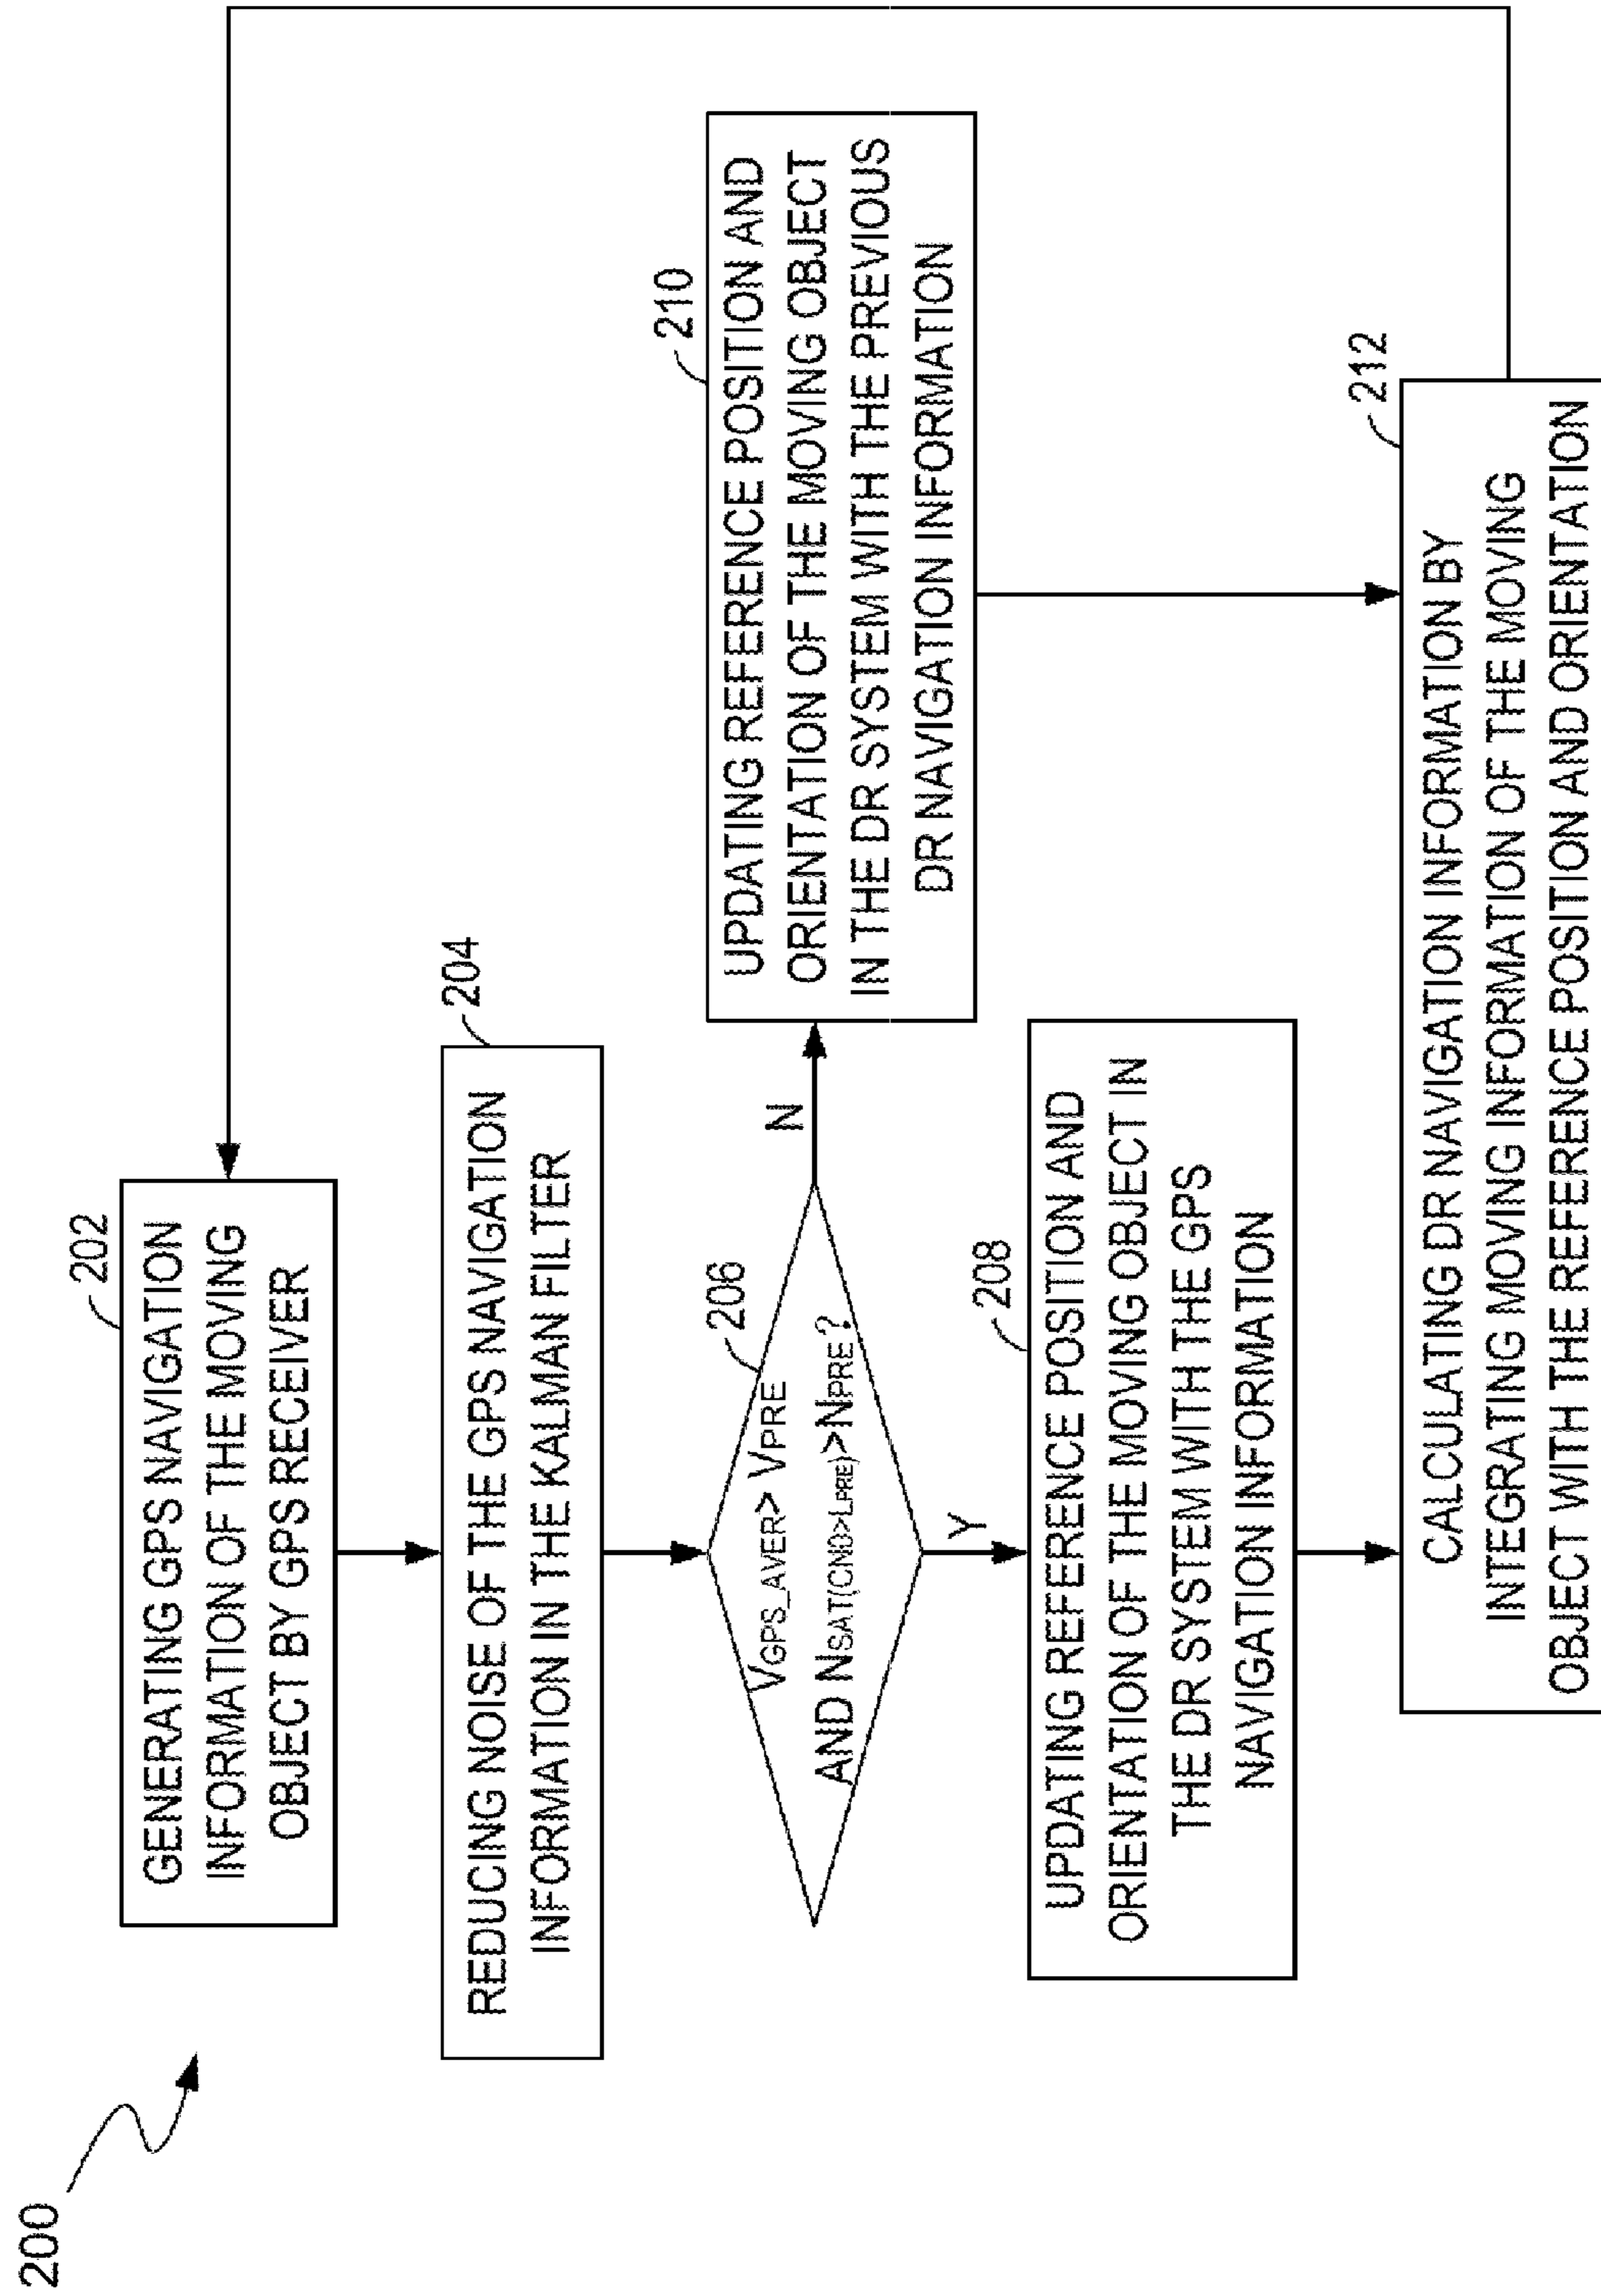 200
202
GENERATING GPS NAVIGATION
INFORMATION OF THE MOVING
OBJECT BY GPS RECEIVER
204
REDUCING NOISE OF THE GPS NAVIGATION
INFORMATION IN THE KALMAN FILTER
206
VGPS_AVER> VPRE
AND NSAT(CN0>LPRE)>NPRE?
N
210
UPDATING REFERENCE POSITION AND
ORIENTATION OF THE MOVING OBJECT
IN THE DR SYSTEM WITH THE PREVIOUS
DR NAVIGATION INFORMATION
Y
208
UPDATING REFERENCE POSITION AND
ORIENTATION OF THE MOVING OBJECT IN
THE DR SYSTEM WITH THE GPS
NAVIGATION INFORMATION
212
CALCULATING DR NAVIGATION INFORMATION BY
INTEGRATING MOVING INFORMATION OF THE MOVING
OBJECT WITH THE REFERENCE POSITION AND ORIENTATION